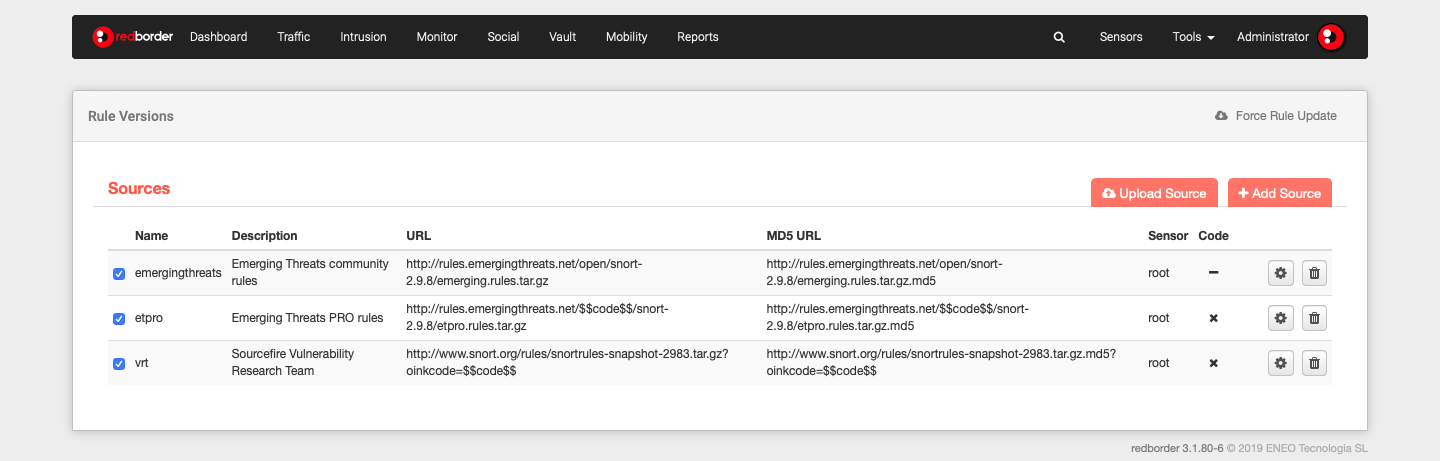 redborder Dashboard Traffic Intrusion Monitor Social Vault Mobility Reports Sensors Tools Administrator
Rule Versions Force Rule Update
Sources Upload Source Add Source
Name Description URL MD5 URL Sensor Code
emergingthreats Emerging Threats community rules http://rules.emergingthreats.net/open/snort-2.9.8/emerging.rules.tar.gz http://rules.emergingthreats.net/open/snort-2.9.8/emerging.rules.tar.gz.md5 root
etpro Emerging Threats PRO rules http://rules.emergingthreats.net/$$code$$/snort-2.9.8/etpro.rules.tar.gz http://rules.emergingthreats.net/$$code$$/snort-2.9.8/etpro.rules.tar.gz.md5 root
vrt Sourcefire Vulnerability Research Team http://www.snort.org/rules/snortrules-snapshot-2983.tar.gz?oinkcode=$$code$$ http://www.snort.org/rules/snortrules-snapshot-2983.tar.gz.md5?oinkcode=$$code$$ root
redborder 3.1.80-6 © 2019 ENEO Tecnologia SL